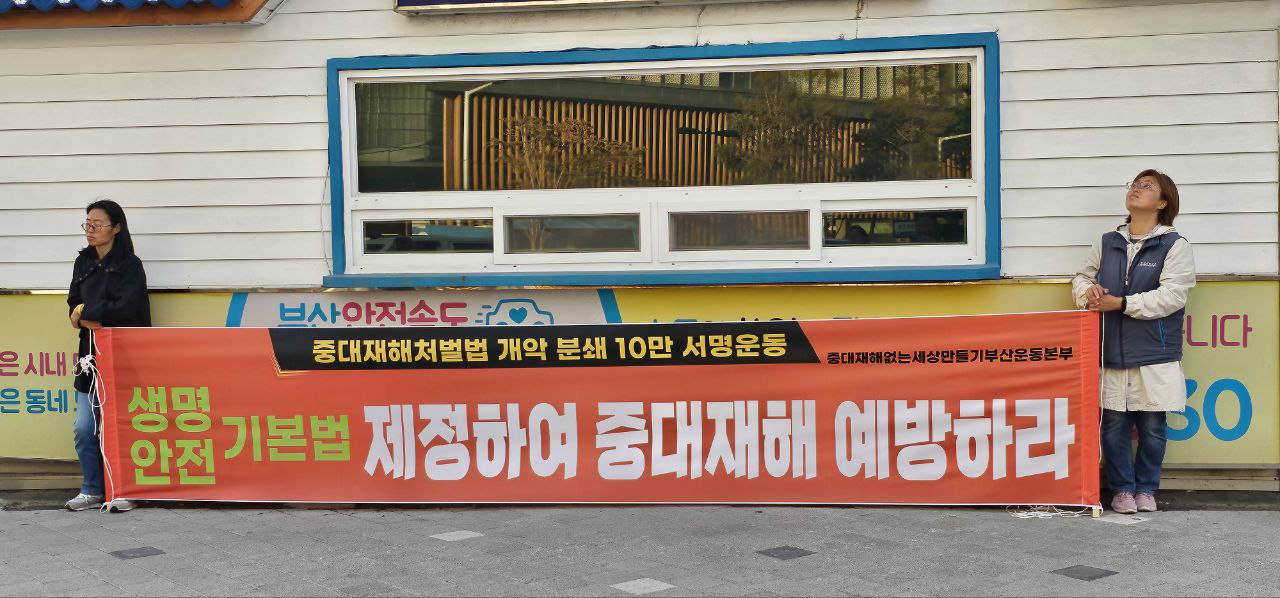 부산안전속도
중대재해처벌법 개악 분쇄 10만 서명운동
중대재해없는세상만들기부산운동본부
생명
안전
기본법
제정하여 중대재해 예방하라
은 시내
은 동네
니다